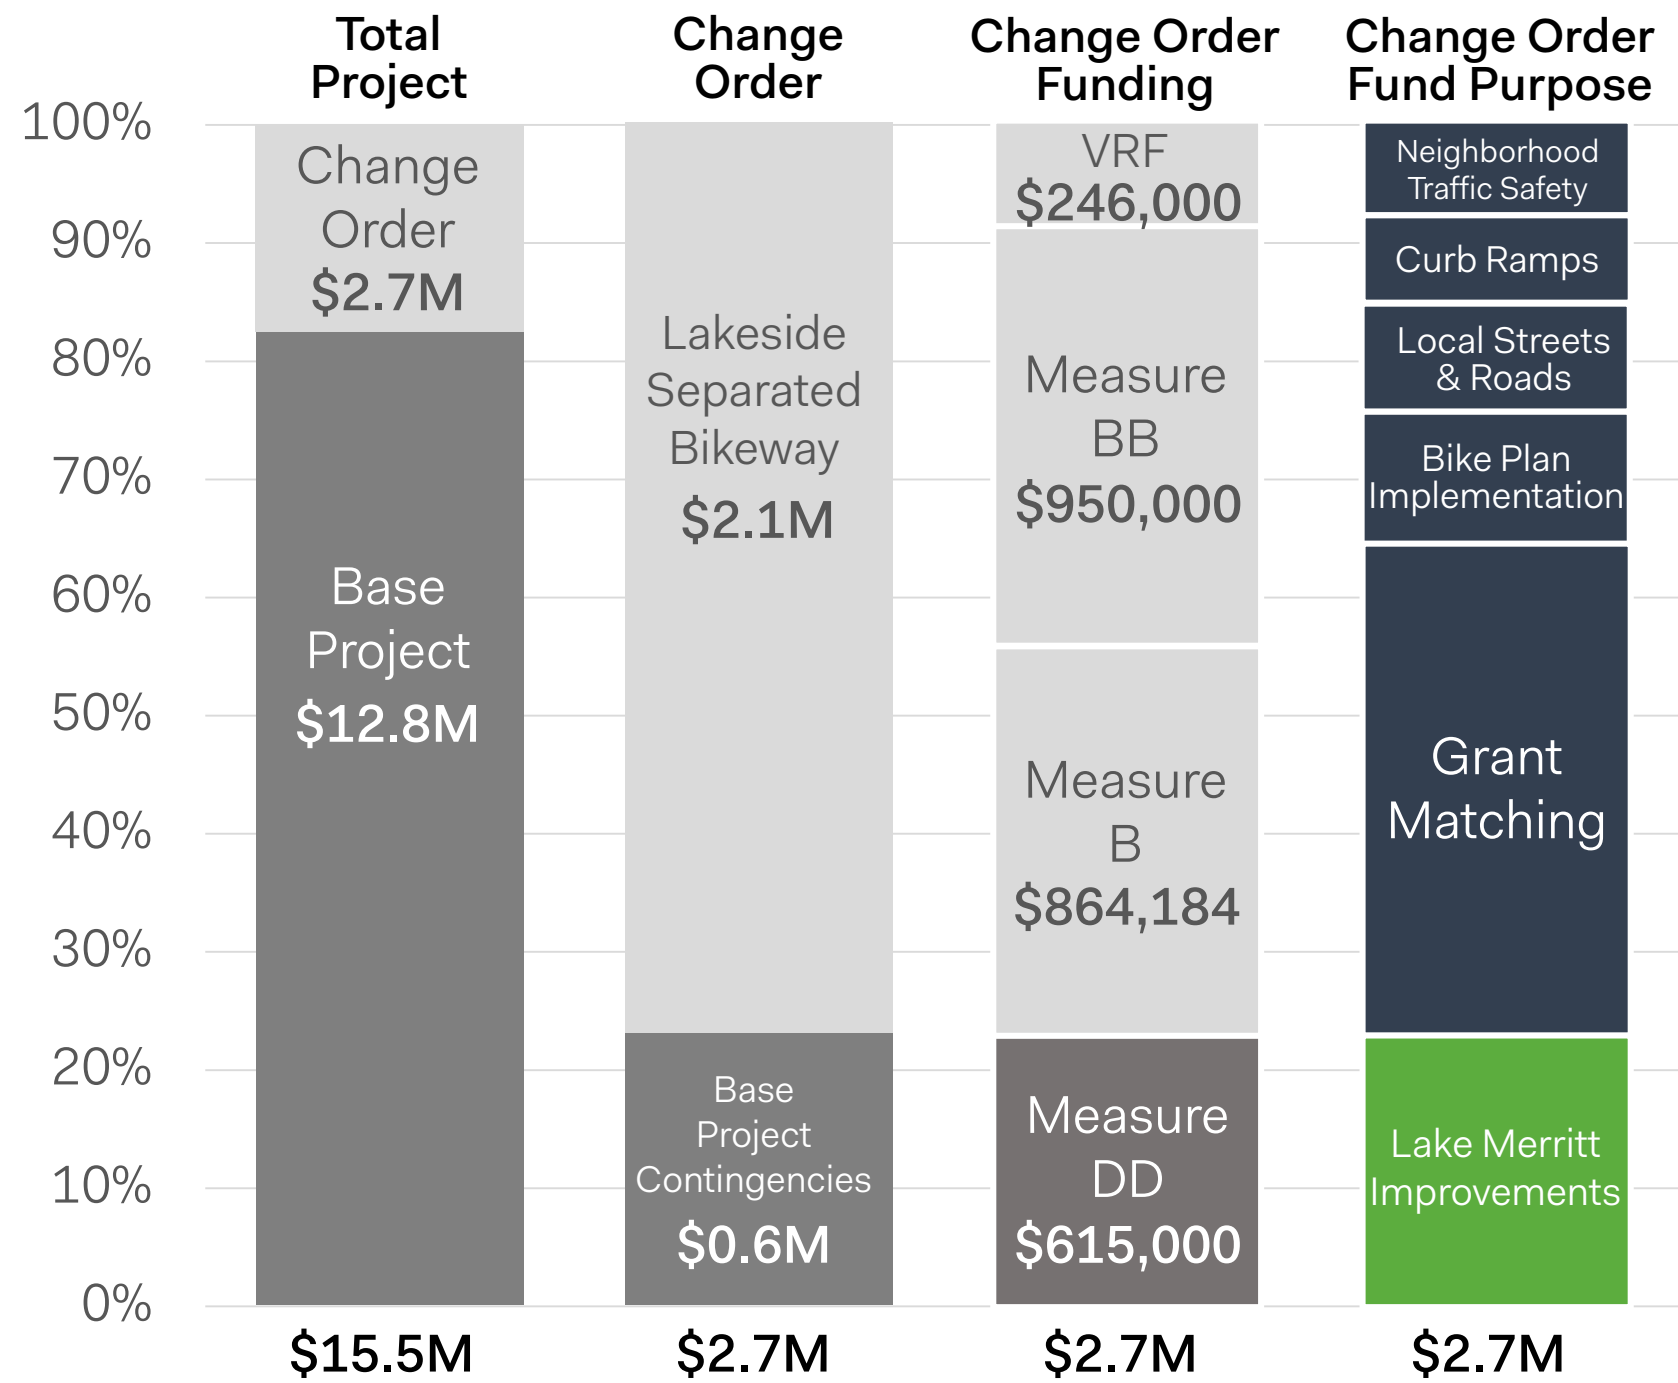 Total
Project
Change
Order
Change Order
Funding
Change Order
Fund Purpose
100%
90%
80%
70%
60%
50%
40%
30%
20%
10%
0%
Change
Order
$2.7M
Base
Project
$12.8M
$15.5M
Lakeside
Separated
Bikeway
$2.1M
Base
Project
Contingencies
$0.6M
$2.7M
VRF
$246,000
Measure
BB
$950,000
Measure
B
$864,184
Measure
DD
$615,000
$2.7M
Neighborhood
Traffic Safety
Curb Ramps
Local Streets
& Roads
Bike Plan
Implementation
Grant
Matching
Lake Merritt
Improvements
$2.7M